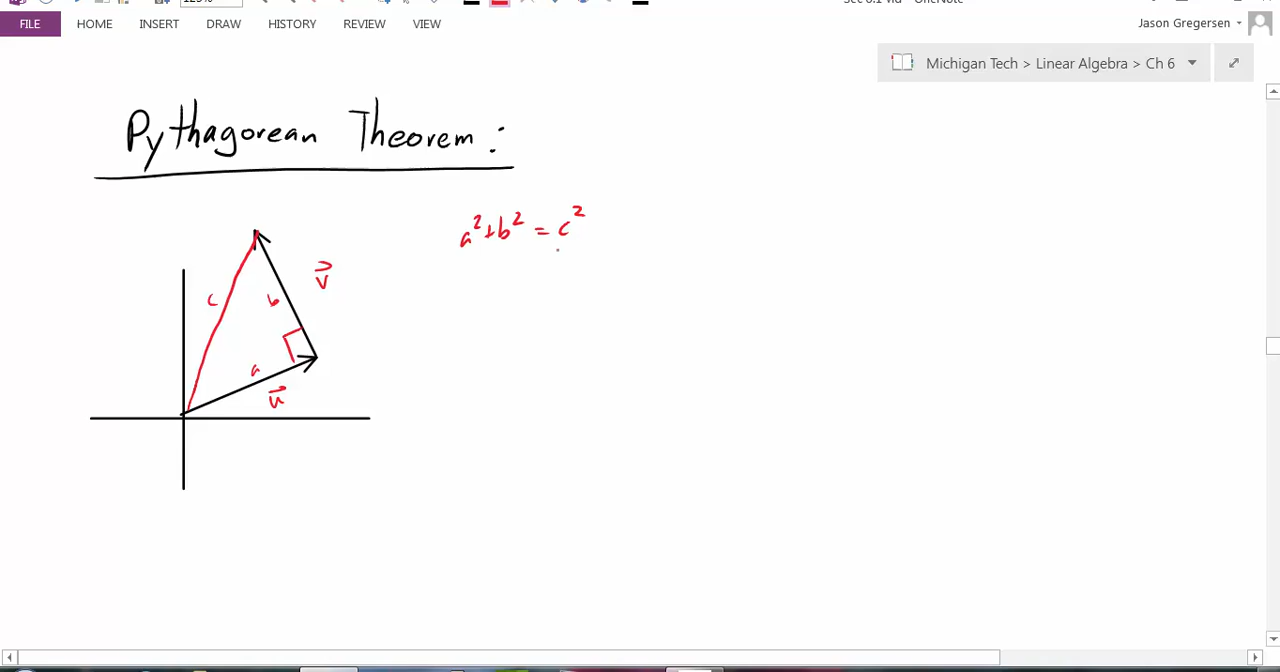 FILE HOME INSERT DRAW HISTORY REVIEW VIEW Jason Gregersen
Michigan Tech > Linear Algebra > Ch 6
Pythagorean Theorem:
a²+b² = c²
v⃗
c
b
a
u⃗